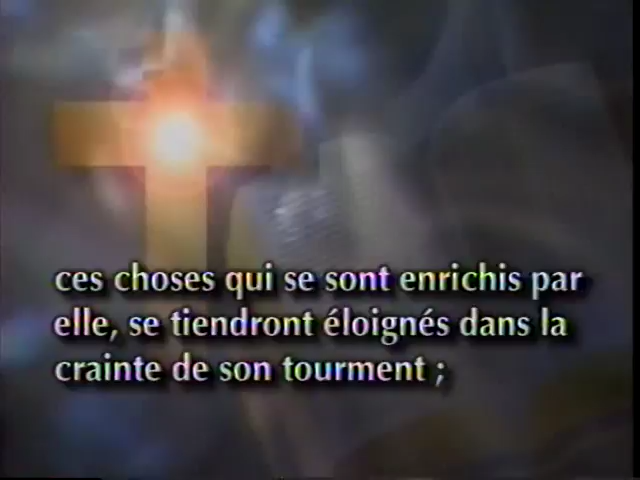 ces choses qui se sont enrichis par
elle, se tiendront éloignés dans la
crainte de son tourment ;